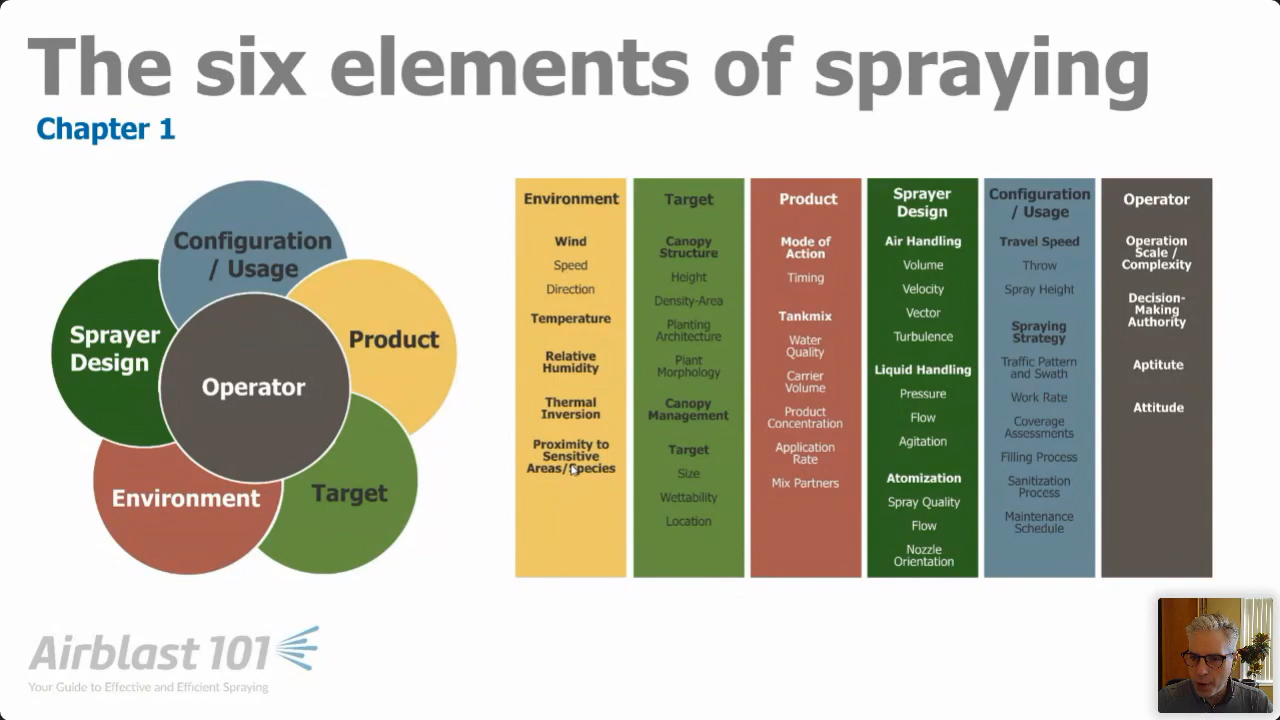 The six elements of spraying
Chapter 1
Configuration
/ Usage
Sprayer
Design
Product
Operator
Environment
Target
Environment
Wind
Speed
Direction
Temperature
Relative
Humidity
Thermal
Inversion
Proximity to
Sensitive
Areas/Species
Target
Canopy
Structure
Height
Density-Area
Planting
Architecture
Plant
Morphology
Canopy
Management
Target
Size
Wettability
Location
Product
Mode of
Action
Timing
Tankmix
Water
Quality
Carrier
Volume
Product
Concentration
Application
Rate
Mix Partners
Sprayer
Design
Air Handling
Volume
Velocity
Vector
Turbulence
Liquid Handling
Pressure
Flow
Agitation
Atomization
Spray Quality
Flow
Nozzle
Orientation
Configuration
/ Usage
Travel Speed
Throw
Spray Height
Spraying
Strategy
Traffic Pattern
and Swath
Work Rate
Coverage
Assessments
Filling Process
Sanitization
Process
Maintenance
Schedule
Operator
Operation
Scale /
Complexity
Decision-
Making
Authority
Aptitude
Attitude
Airblast 101
Your Guide to Effective and Efficient Spraying